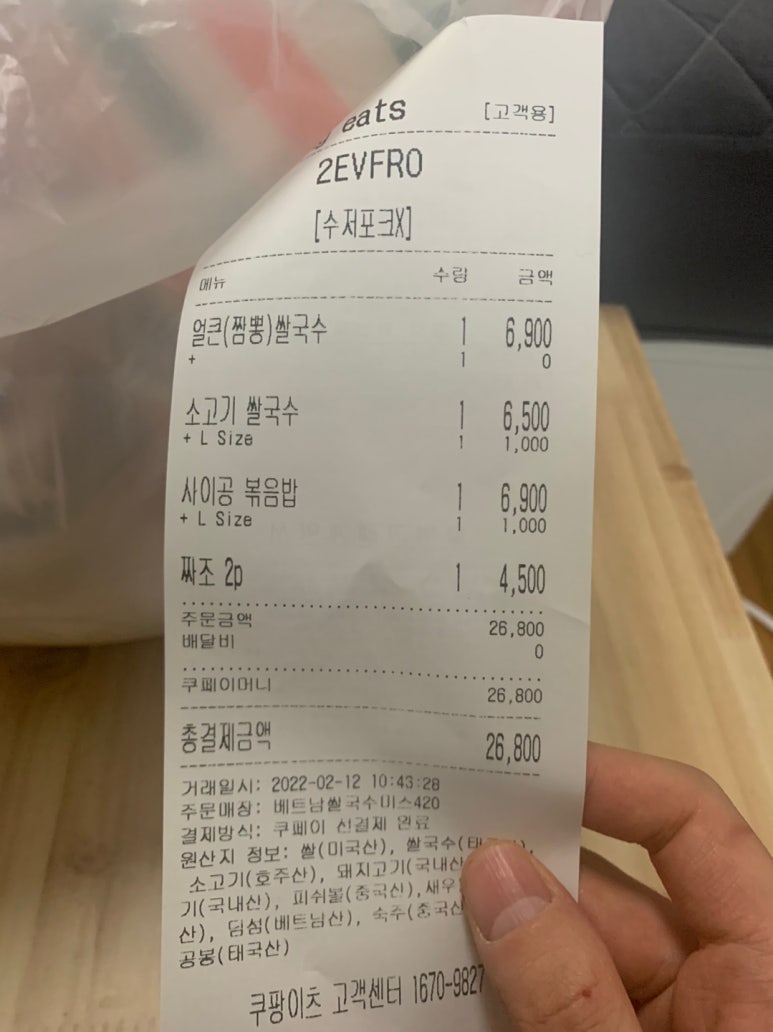 eats [고객용]
2EVFRO
[수저포크X]
메뉴 수량 금액
얼큰(짬뽕)쌀국수 1 6,900
+ 1 0
소고기 쌀국수 1 6,500
+ L Size 1 1,000
사이공 볶음밥 1 6,900
+ L Size 1 1,000
짜조 2p 1 4,500
주문금액 26,800
배달비 0
쿠페이머니 26,800
총결제금액 26,800
거래일시: 2022-02-12 10:43:28
주문매장: 베트남쌀국수미스420
결제방식: 쿠페이 선결제 완료
원산지 정보: 쌀(미국산), 쌀국수(태
소고기(호주산), 돼지고기(국내산
기(국내산), 피쉬볼(중국산),새우
산), 딤섬(베트남산), 숙주(중국산
공봉(태국산)
쿠팡이츠 고객센터 1670-9827